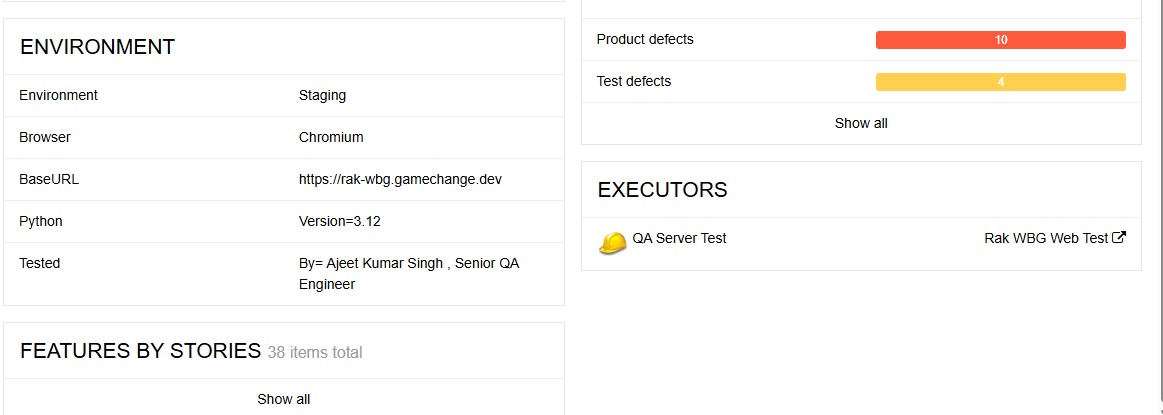 ENVIRONMENT
Environment Staging
Browser Chromium
BaseURL https://rak-wbg.gamechange.dev
Python Version=3.12
Tested By= Ajeet Kumar Singh , Senior QA
Engineer
FEATURES BY STORIES 38 items total
Show all
Product defects 10
Test defects 4
Show all
EXECUTORS
QA Server Test Rak WBG Web Test